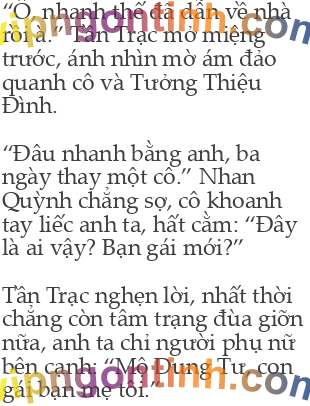 “Ồ, nhanh thế đã dẫn về nhà
rồi à.” Tần Trạc mở miệng
trước, ánh nhìn mờ ám đảo
quanh cô và Tưởng Thiệu
Đình.
“Đâu nhanh bằng anh, ba
ngày thay một cô.” Nhan
Quỳnh chẳng sợ, cô khoanh
tay liếc anh ta, hất cằm: “Đây
là ai vậy? Bạn gái mới?”
Tần Trạc nghẹn lời, nhất thời
chẳng còn tâm trạng đùa giỡn
nữa, anh ta chỉ người phụ nữ
bên cạnh: “Mộ Dung Tư, con
gái bạn mẹ tôi.”
vipngontinh.com
vipngontinh.com